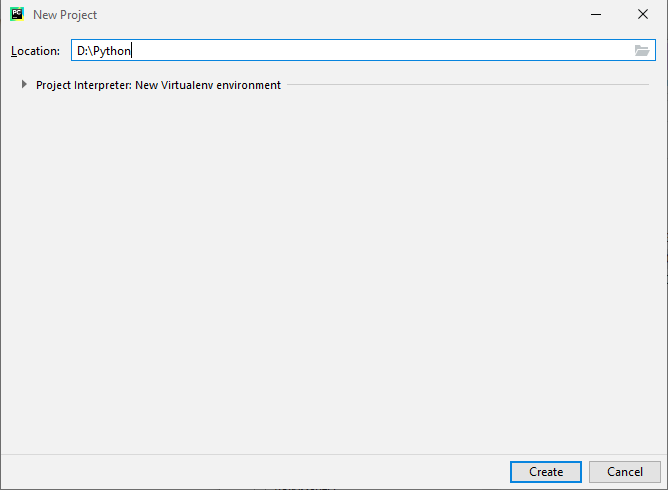 PC
New Project
Location: D:\Python
Project Interpreter: New Virtualenv environment
Create Cancel